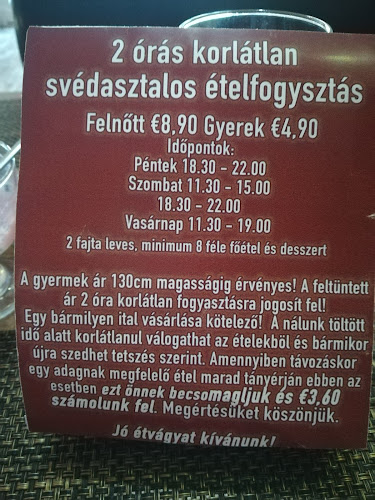 2 órás korlátlan
svédasztalos ételfogysztás
Felnőtt €8,90 Gyerek €4,90
Időpontok:
Péntek 18.30 - 22.00
Szombat 11.30 - 15.00
18.30 - 22.00
Vasárnap 11.30 - 19.00
2 fajta leves, minimum 8 féle főétel és dessert
A gyermek ár 130cm magasságig érvényes! A feltüntett
ár 2 óra korlátlan fogyasztásra jogosít fel!
Egy bármilyen ital vásárlása kötelező! A nálunk töltött
idő alatt korlátlanul válogathat az ételekböl és bármikor
újra szedhet tetszés szerint. Amennyiben távozáskor
egy adagnak megfelelő étel marad tányérján ebben az
esetben ezt önnek becsomagljuk és €3,60
számolunk fel. Megértésüket köszönjük.
Jó étvágyat kívánunk!